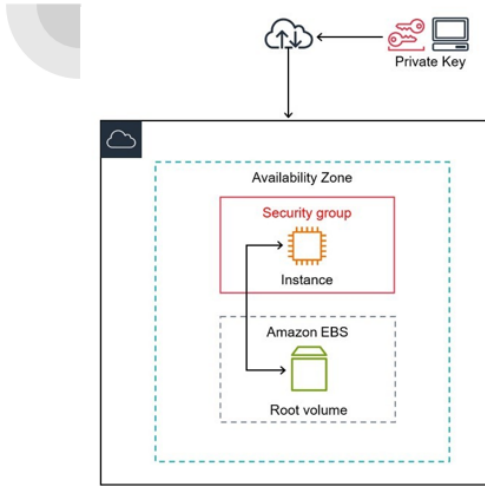 Private Key
Availability Zone
Security group
Instance
Amazon EBS
Root volume